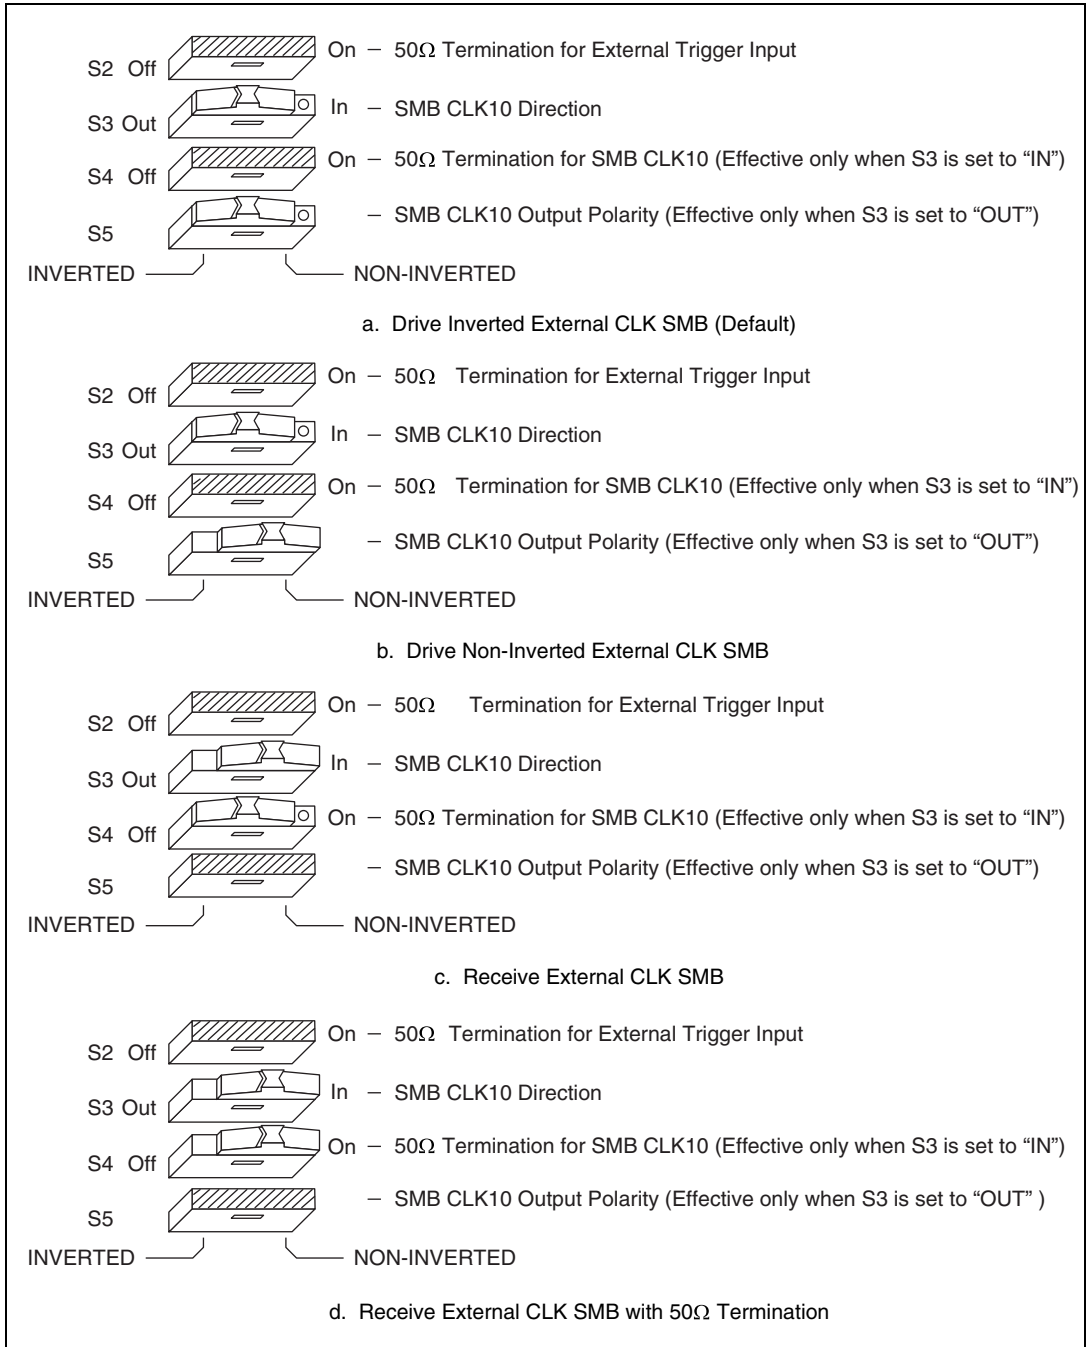 S2 Off On – 50Ω Termination for External Trigger Input
S3 Out In – SMB CLK10 Direction
S4 Off On – 50Ω Termination for SMB CLK10 (Effective only when S3 is set to “IN”)
S5 – SMB CLK10 Output Polarity (Effective only when S3 is set to “OUT”)
INVERTED NON-INVERTED
a. Drive Inverted External CLK SMB (Default)
S2 Off On – 50Ω Termination for External Trigger Input
S3 Out In – SMB CLK10 Direction
S4 Off On – 50Ω Termination for SMB CLK10 (Effective only when S3 is set to “IN”)
S5 – SMB CLK10 Output Polarity (Effective only when S3 is set to “OUT”)
INVERTED NON-INVERTED
b. Drive Non-Inverted External CLK SMB
S2 Off On – 50Ω Termination for External Trigger Input
S3 Out In – SMB CLK10 Direction
S4 Off On – 50Ω Termination for SMB CLK10 (Effective only when S3 is set to “IN”)
S5 – SMB CLK10 Output Polarity (Effective only when S3 is set to “OUT”)
INVERTED NON-INVERTED
c. Receive External CLK SMB
S2 Off On – 50Ω Termination for External Trigger Input
S3 Out In – SMB CLK10 Direction
S4 Off On – 50Ω Termination for SMB CLK10 (Effective only when S3 is set to “IN”)
S5 – SMB CLK10 Output Polarity (Effective only when S3 is set to “OUT” )
INVERTED NON-INVERTED
d. Receive External CLK SMB with 50Ω Termination